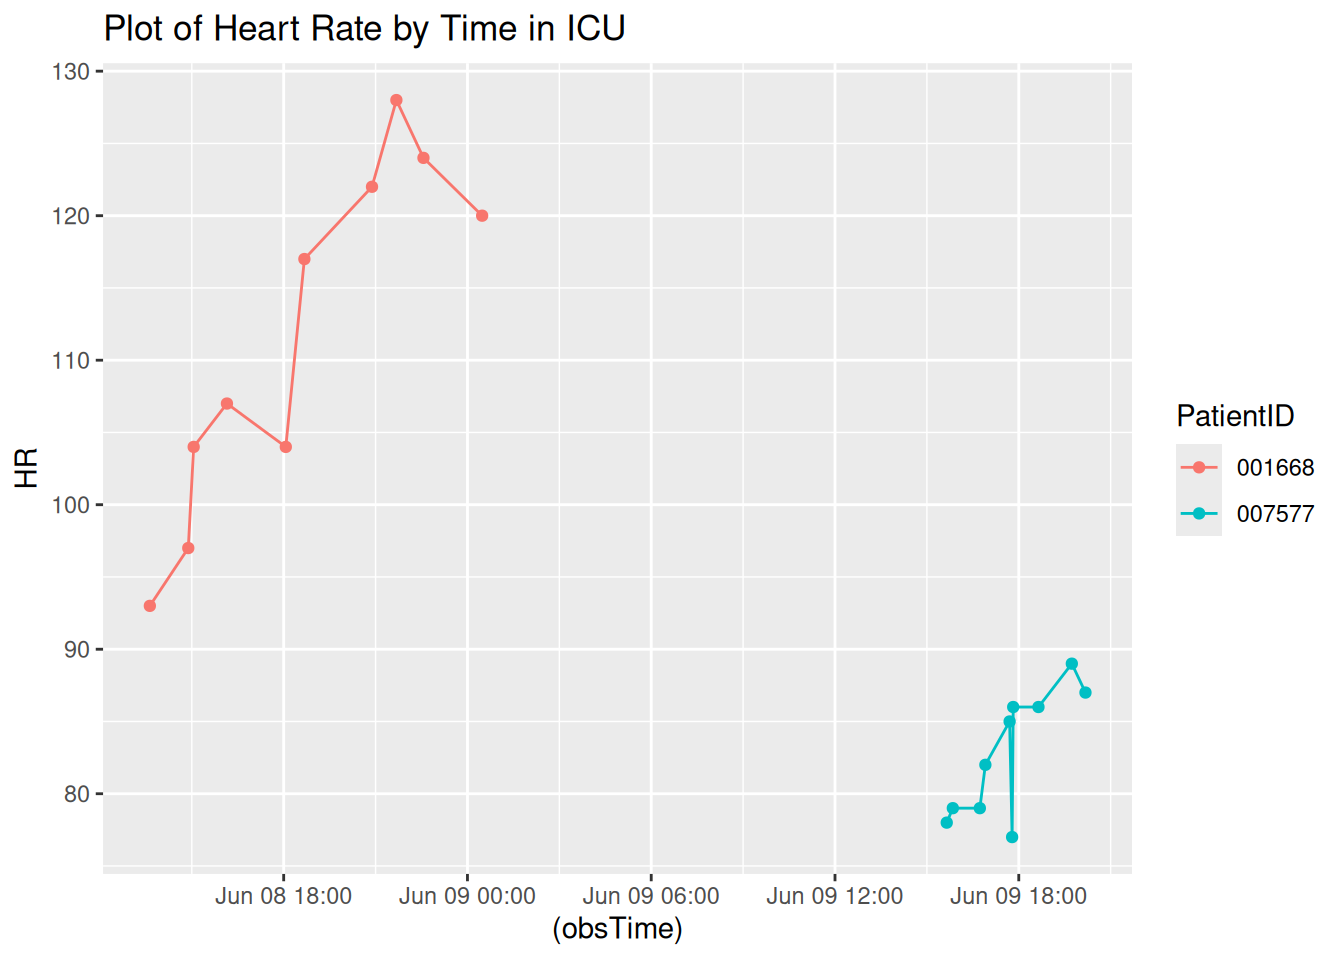 Plot of Heart Rate by Time in ICU
130
120
110
100
90
80
HR
Jun 08 18:00 Jun 09 00:00 Jun 09 06:00 Jun 09 12:00 Jun 09 18:00
(obsTime)
PatientID
001668
007577